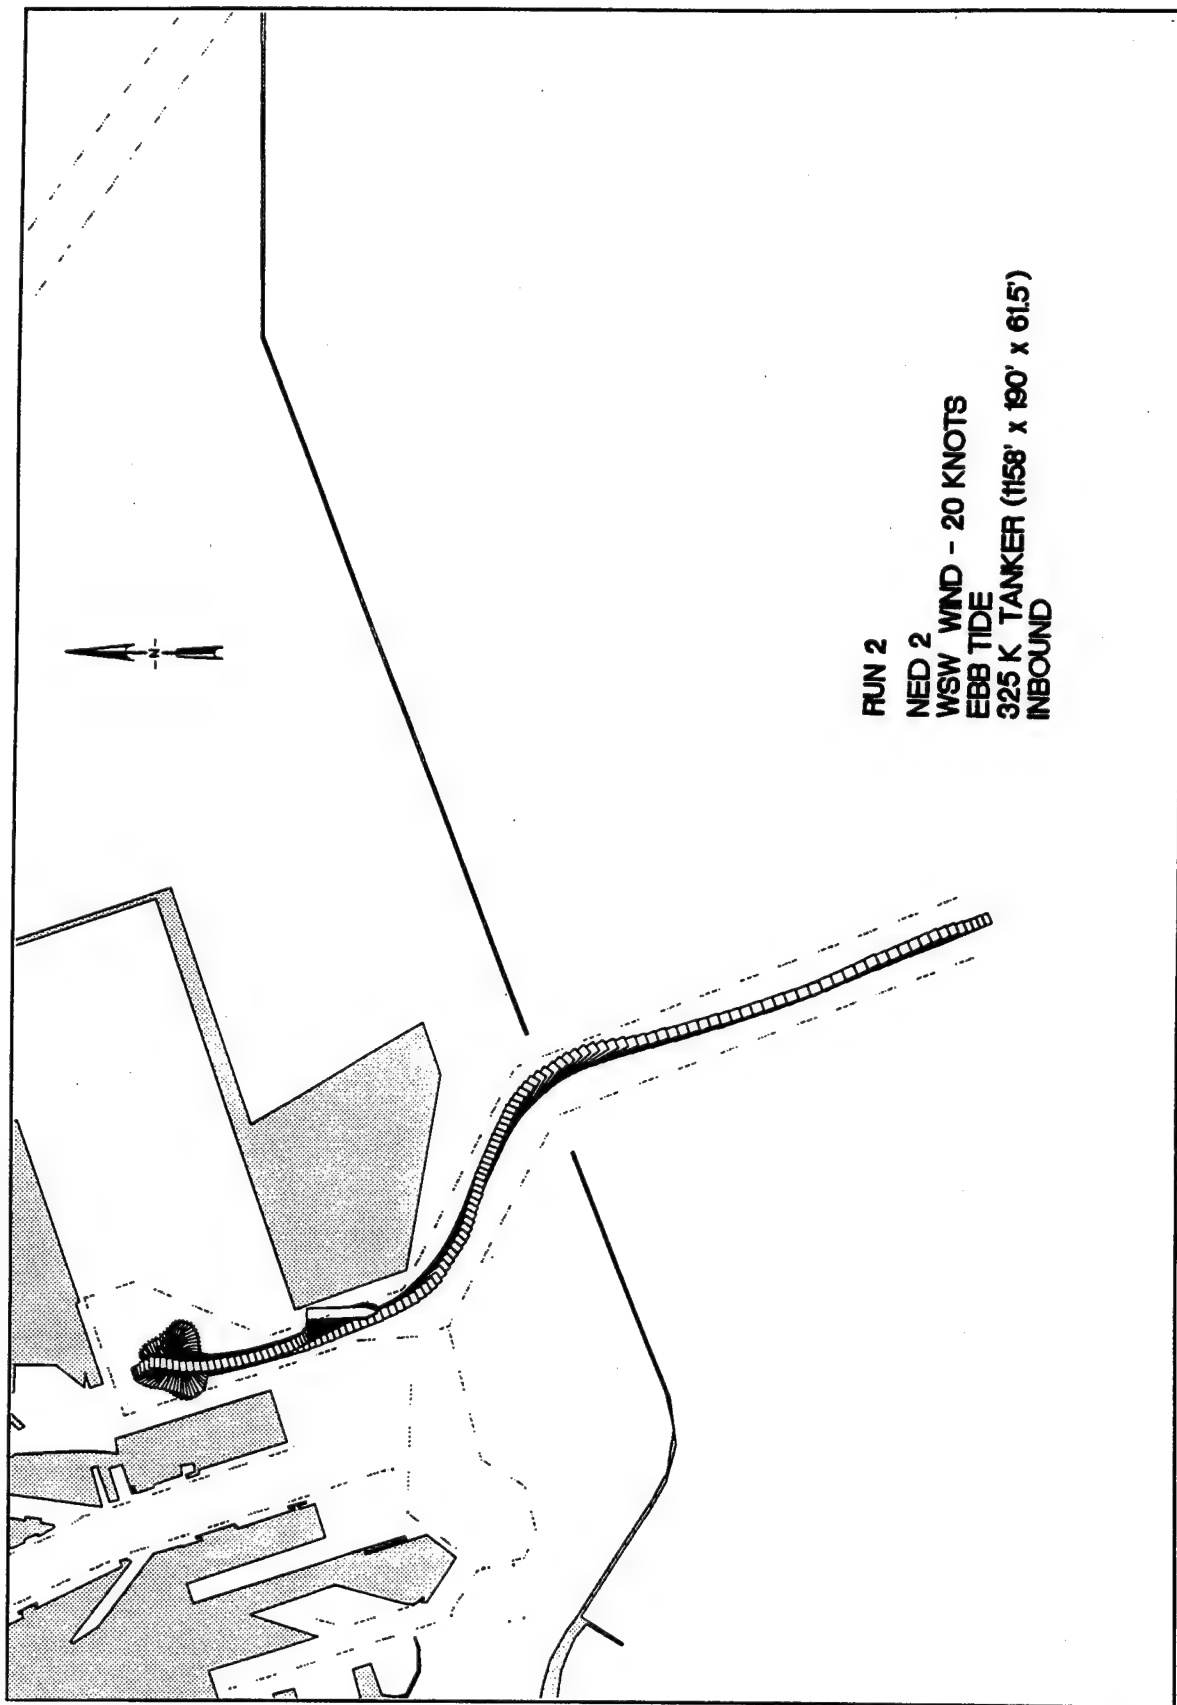 -N-
RUN 2
NED 2
WSW WIND - 20 KNOTS
EBB TIDE
325 K TANKER (1158' x 190' x 61.5')
INBOUND